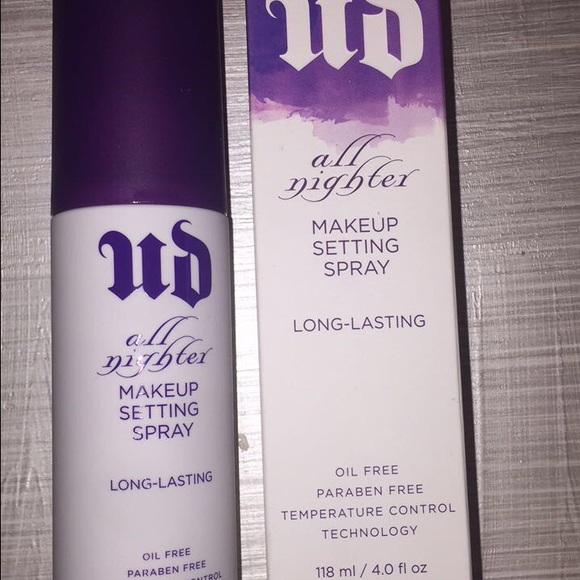 ud
all
nighter
MAKEUP
SETTING
SPRAY
LONG-LASTING
OIL FREE
PARABEN FREE
CONTROL
ud
all
nighter
MAKEUP
SETTING
SPRAY
LONG-LASTING
OIL FREE
PARABEN FREE
TEMPERATURE CONTROL
TECHNOLOGY
118 ml / 4.0 fl oz